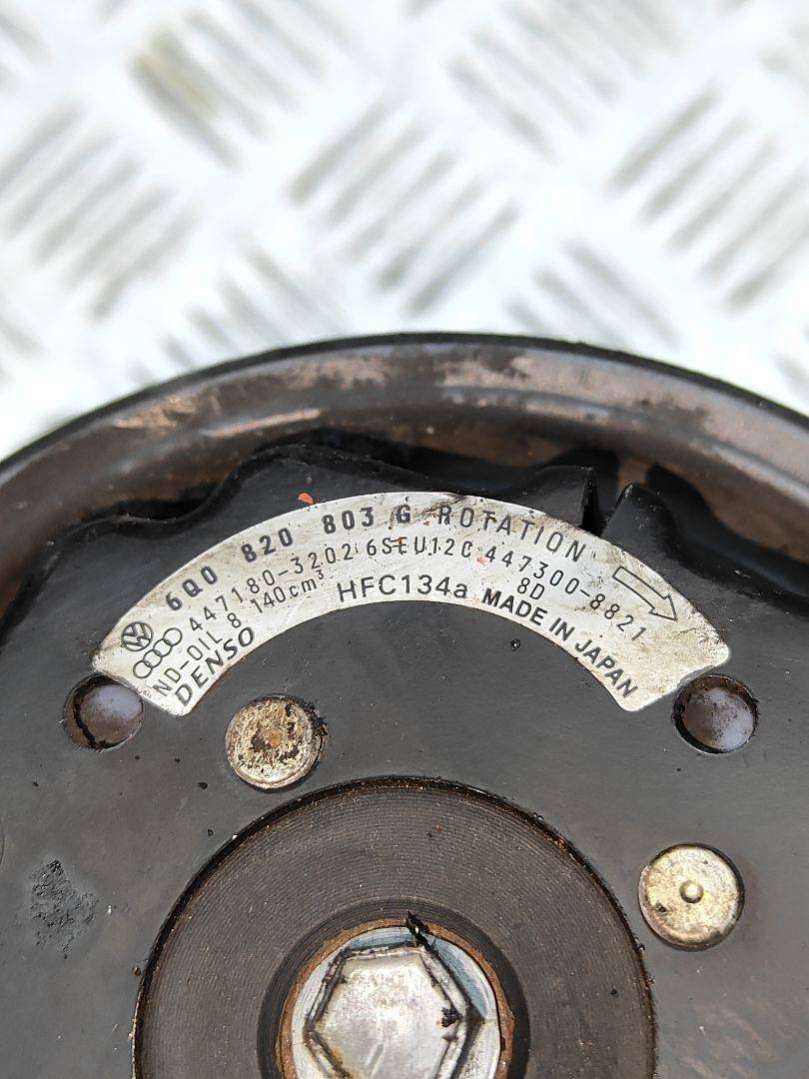 6Q0 820 803 G ROTATION
447180-3202 6SEU12C 447300-8821
ND-OIL 8 140cm³ HFC134a 8D
DENSO MADE IN JAPAN